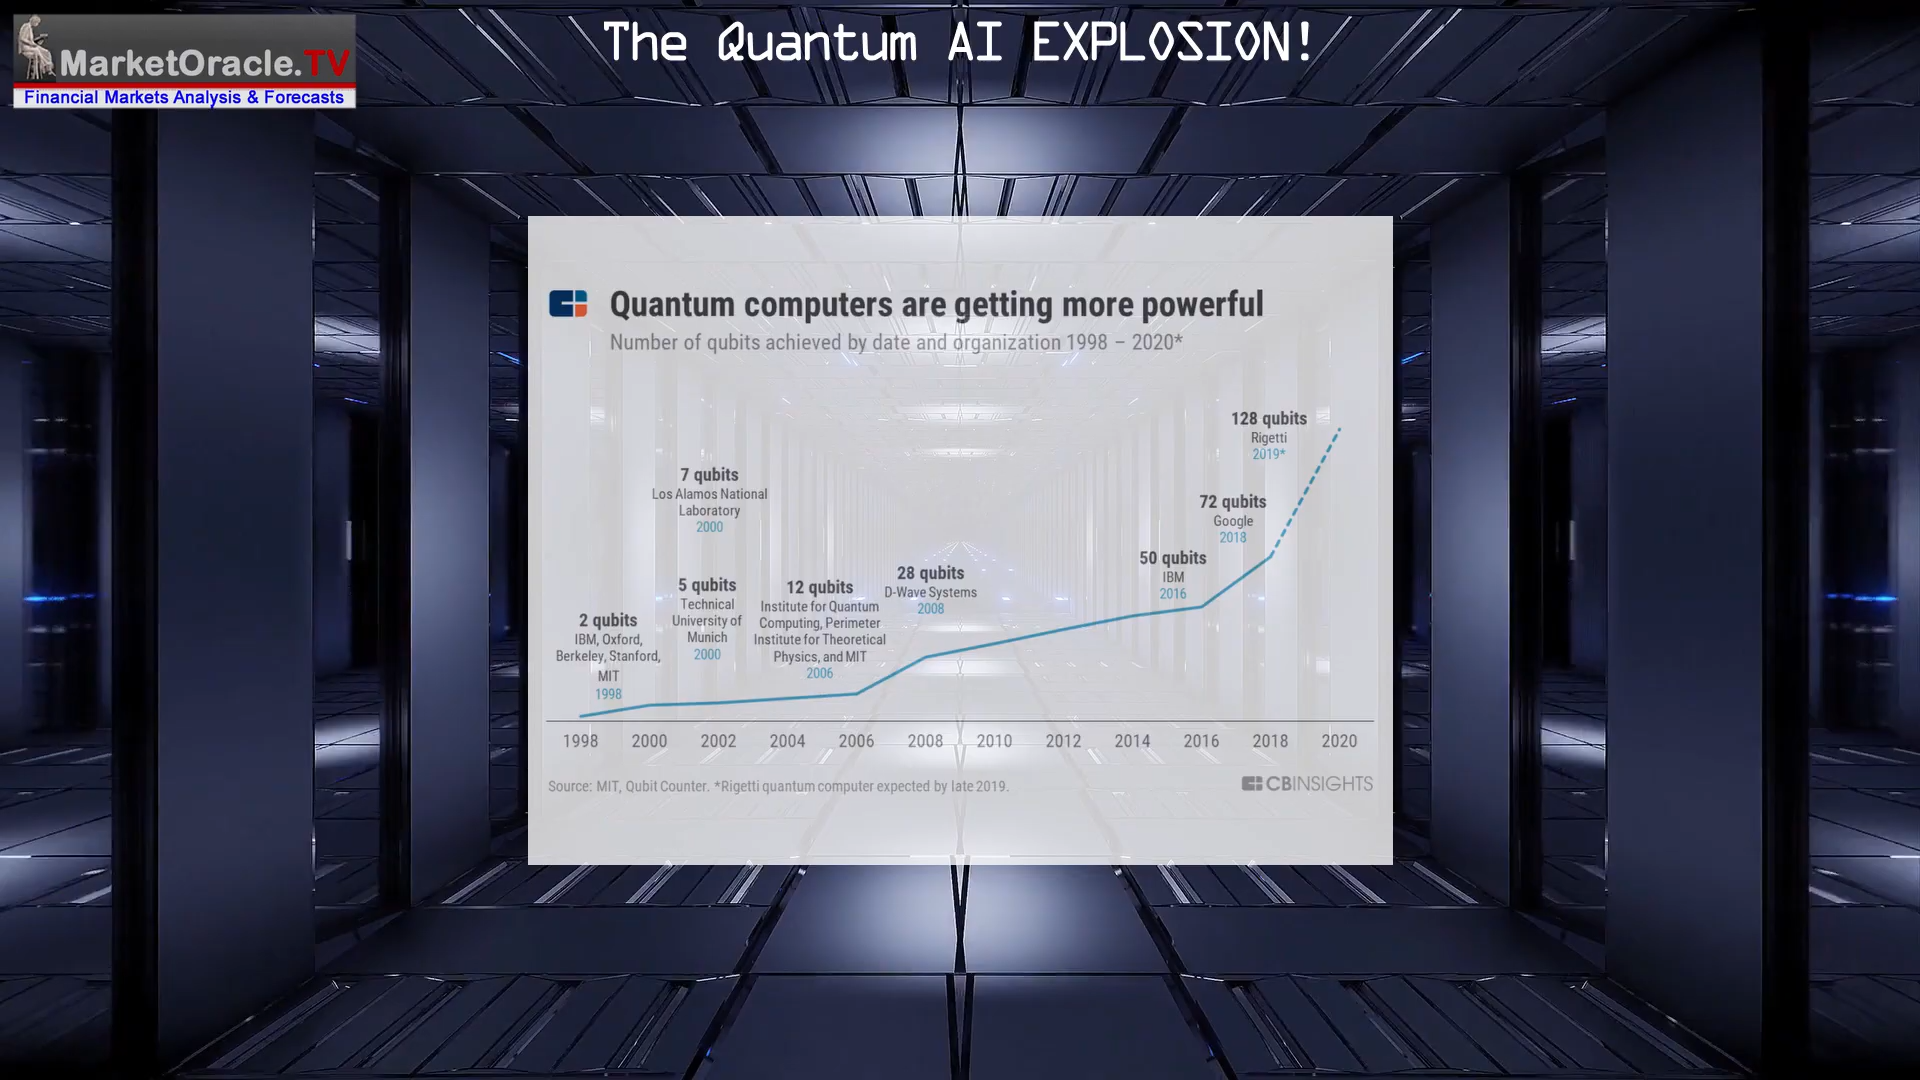 The Quantum AI EXPLOSION!
MarketOracle.TV
Financial Markets Analysis & Forecasts
Quantum computers are getting more powerful
Number of qubits achieved by date and organization 1998 – 2020*
128 qubits
Rigetti
2019*
7 qubits
Los Alamos National
Laboratory
2000
72 qubits
Google
2018
50 qubits
IBM
2016
28 qubits
D-Wave Systems
2008
5 qubits
Technical
University of
Munich
2000
12 qubits
Institute for Quantum
Computing, Perimeter
Institute for Theoretical
Physics, and MIT
2006
2 qubits
IBM, Oxford,
Berkeley, Stanford,
MIT
1998
1998 2000 2002 2004 2006 2008 2010 2012 2014 2016 2018 2020
Source: MIT, Qubit Counter. *Rigetti quantum computer expected by late 2019.
CBINSIGHTS